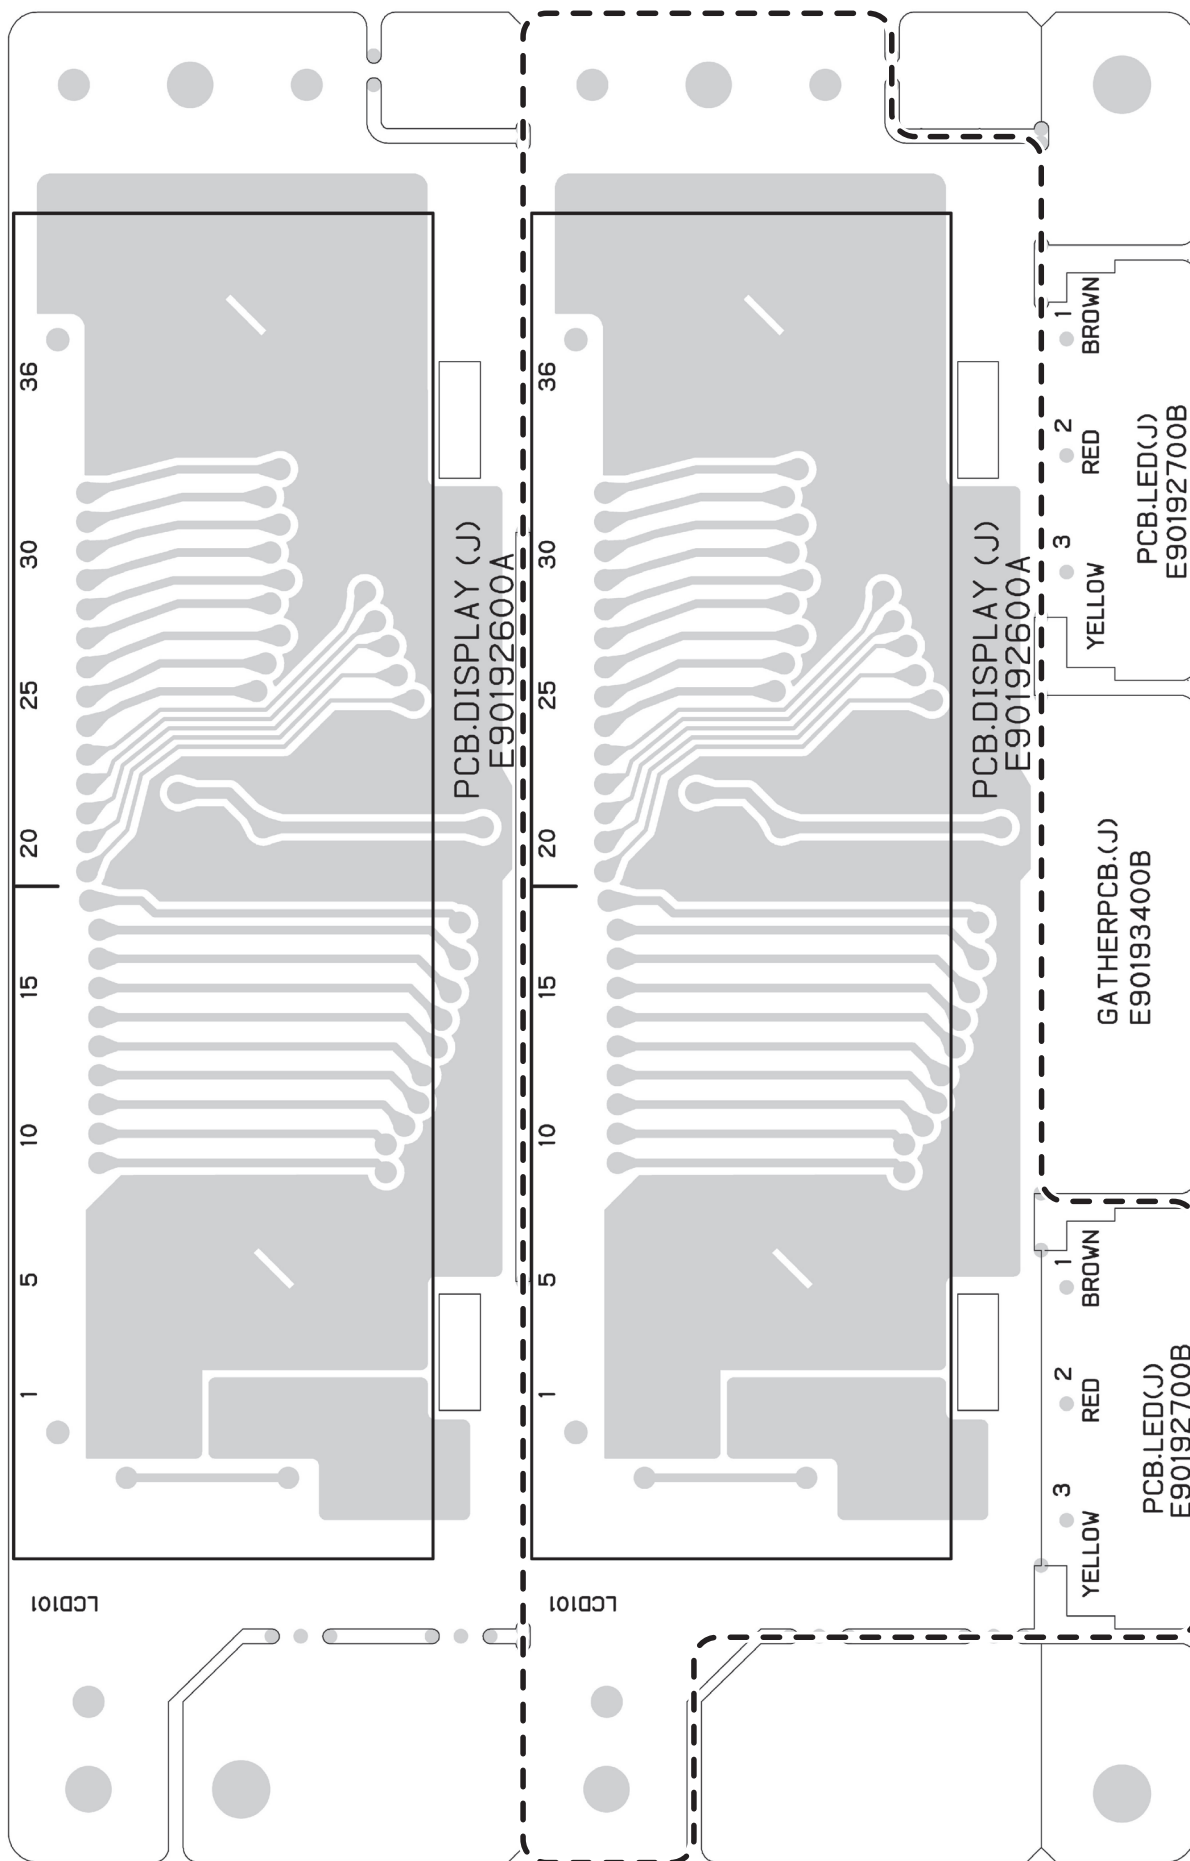 36
30
25
20
15
10
5
1
PCB.DISPLAY (J)
E90192600A
LCD101
36
30
25
20
15
10
5
1
PCB.DISPLAY (J)
E90192600A
LCD101
1
BROWN
2
RED
3
YELLOW
PCB.LED(J)
E90192700B
GATHERPCB.(J)
E90193400B
1
BROWN
2
RED
3
YELLOW
PCB.LED(J)
E90192700B